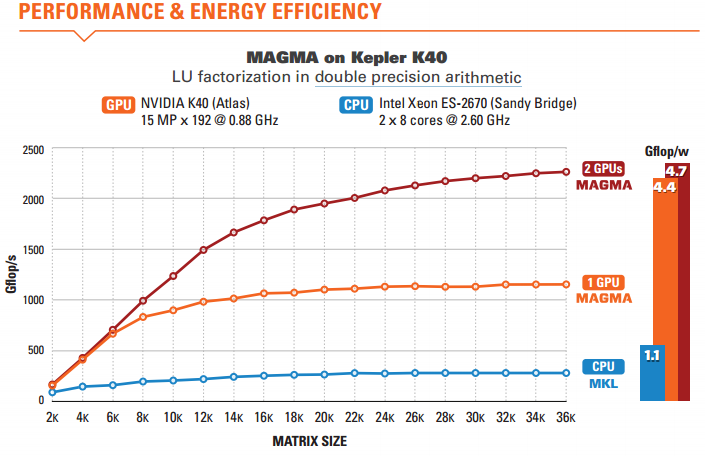 PERFORMANCE & ENERGY EFFICIENCY
MAGMA on Kepler K40
LU factorization in double precision arithmetic
GPU NVIDIA K40 (Atlas)
15 MP x 192 @ 0.88 GHz
CPU Intel Xeon ES-2670 (Sandy Bridge)
2 x 8 cores @ 2.60 GHz
Gflop/s
2500
2000
1500
1000
500
0
2K 4K 6K 8K 10K 12K 14K 16K 18K 20K 22K 24K 26K 28K 30K 32K 34K 36K
MATRIX SIZE
2 GPUs
MAGMA
1 GPU
MAGMA
CPU
MKL
Gflop/w
4.7
4.4
1.1